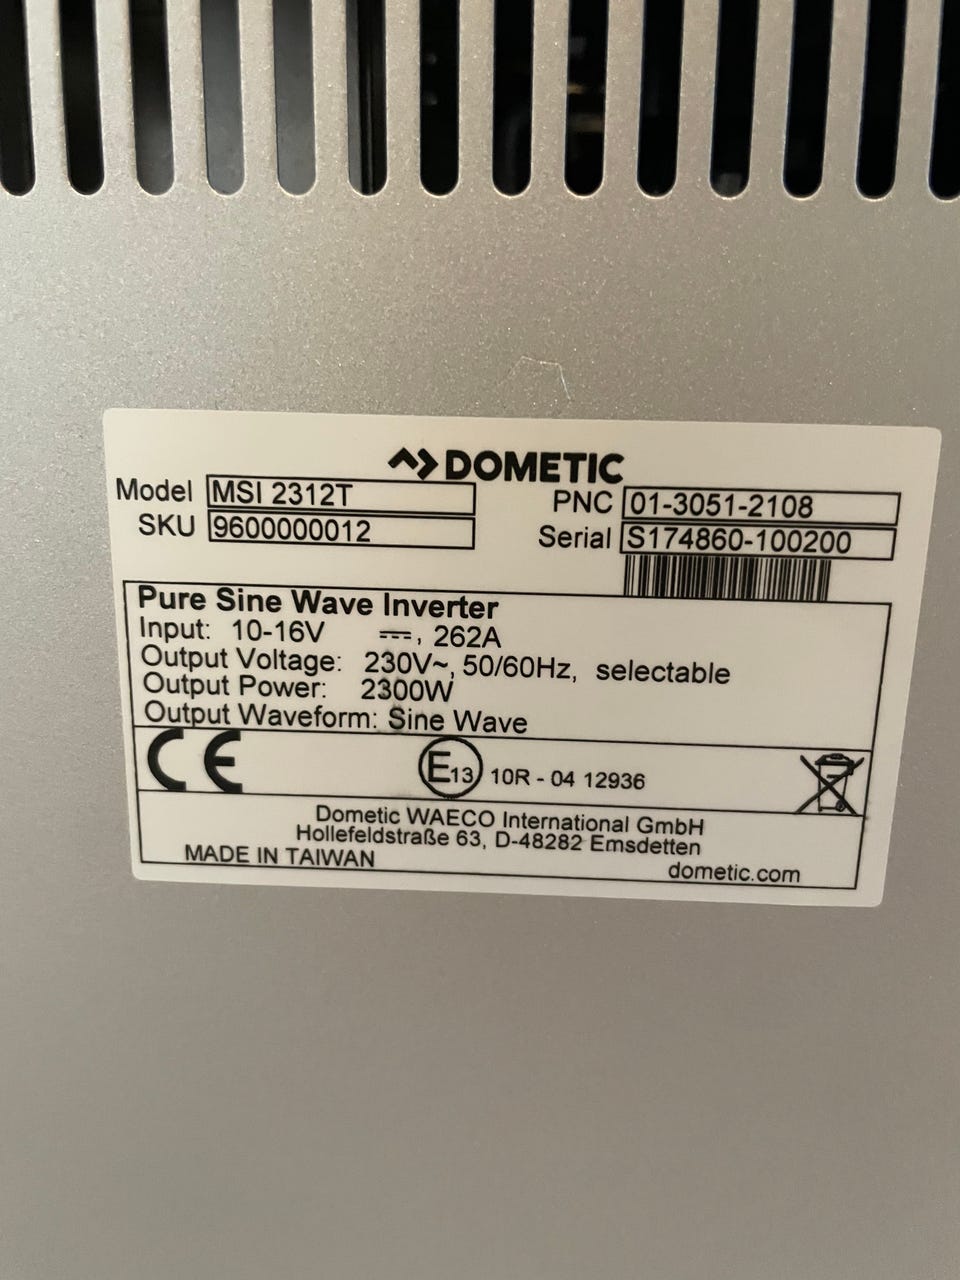 DOMETIC
Model MSI 2312T PNC 01-3051-2108
SKU 9600000012 Serial S174860-100200
Pure Sine Wave Inverter
Input: 10-16V ⎓, 262A
Output Voltage: 230V~, 50/60Hz, selectable
Output Power: 2300W
Output Waveform: Sine Wave
CE E13 10R - 04 12936
Dometic WAECO International GmbH
Hollefeldstraße 63, D-48282 Emsdetten
MADE IN TAIWAN dometic.com